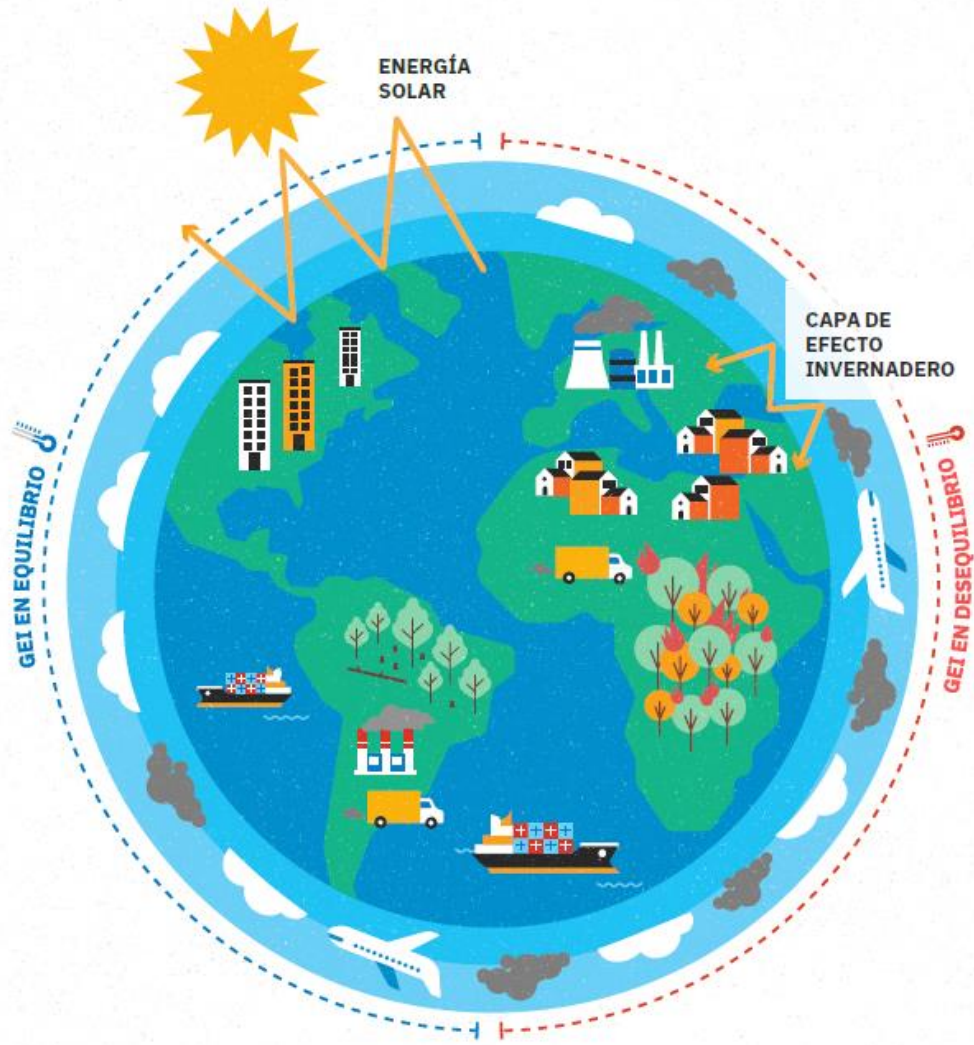 ENERGÍA
SOLAR
CAPA DE
EFECTO
INVERNADERO
GEI EN EQUILIBRIO
GEI EN DESEQUILIBRIO